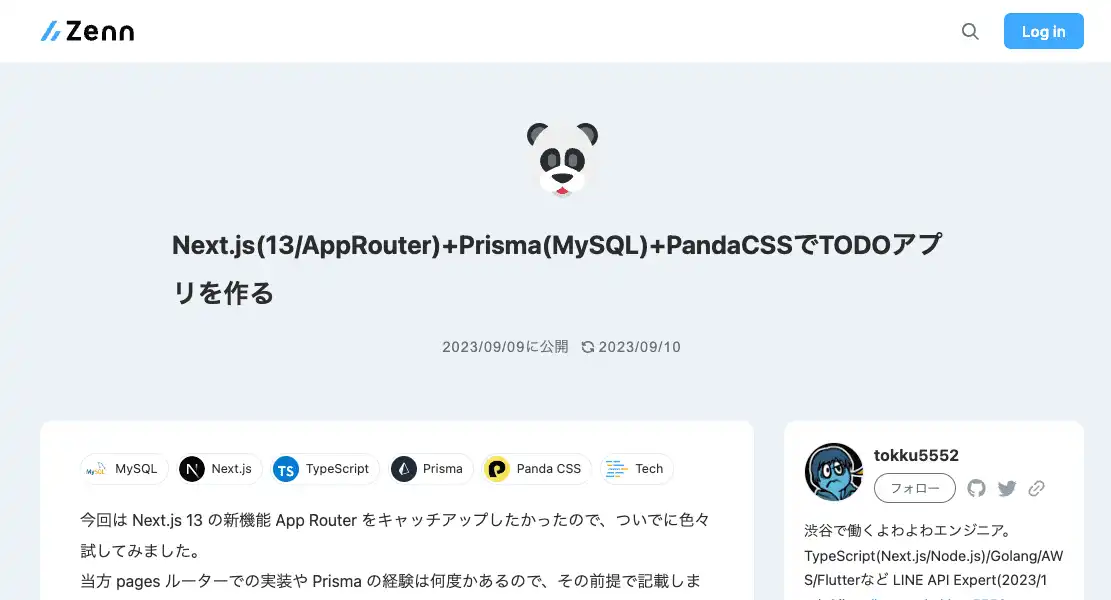 Zenn
Log in
Next.js(13/AppRouter)+Prisma(MySQL)+PandaCSSでTODOアプ
リを作る
2023/09/09に公開 2023/09/10
MySQL MySQL Next.js TS TypeScript Prisma Panda CSS Tech
今回は Next.js 13 の新機能 App Router をキャッチアップしたかったので、ついでに色々
試してみました。
当方 pages ルーターでの実装や Prisma の経験は何度かあるので、その前提で記載しま
tokku5552
フォロー
渋谷で働くよわよわエンジニア。
TypeScript(Next.js/Node.js)/Golang/AW
S/Flutterなど LINE API Expert(2023/1